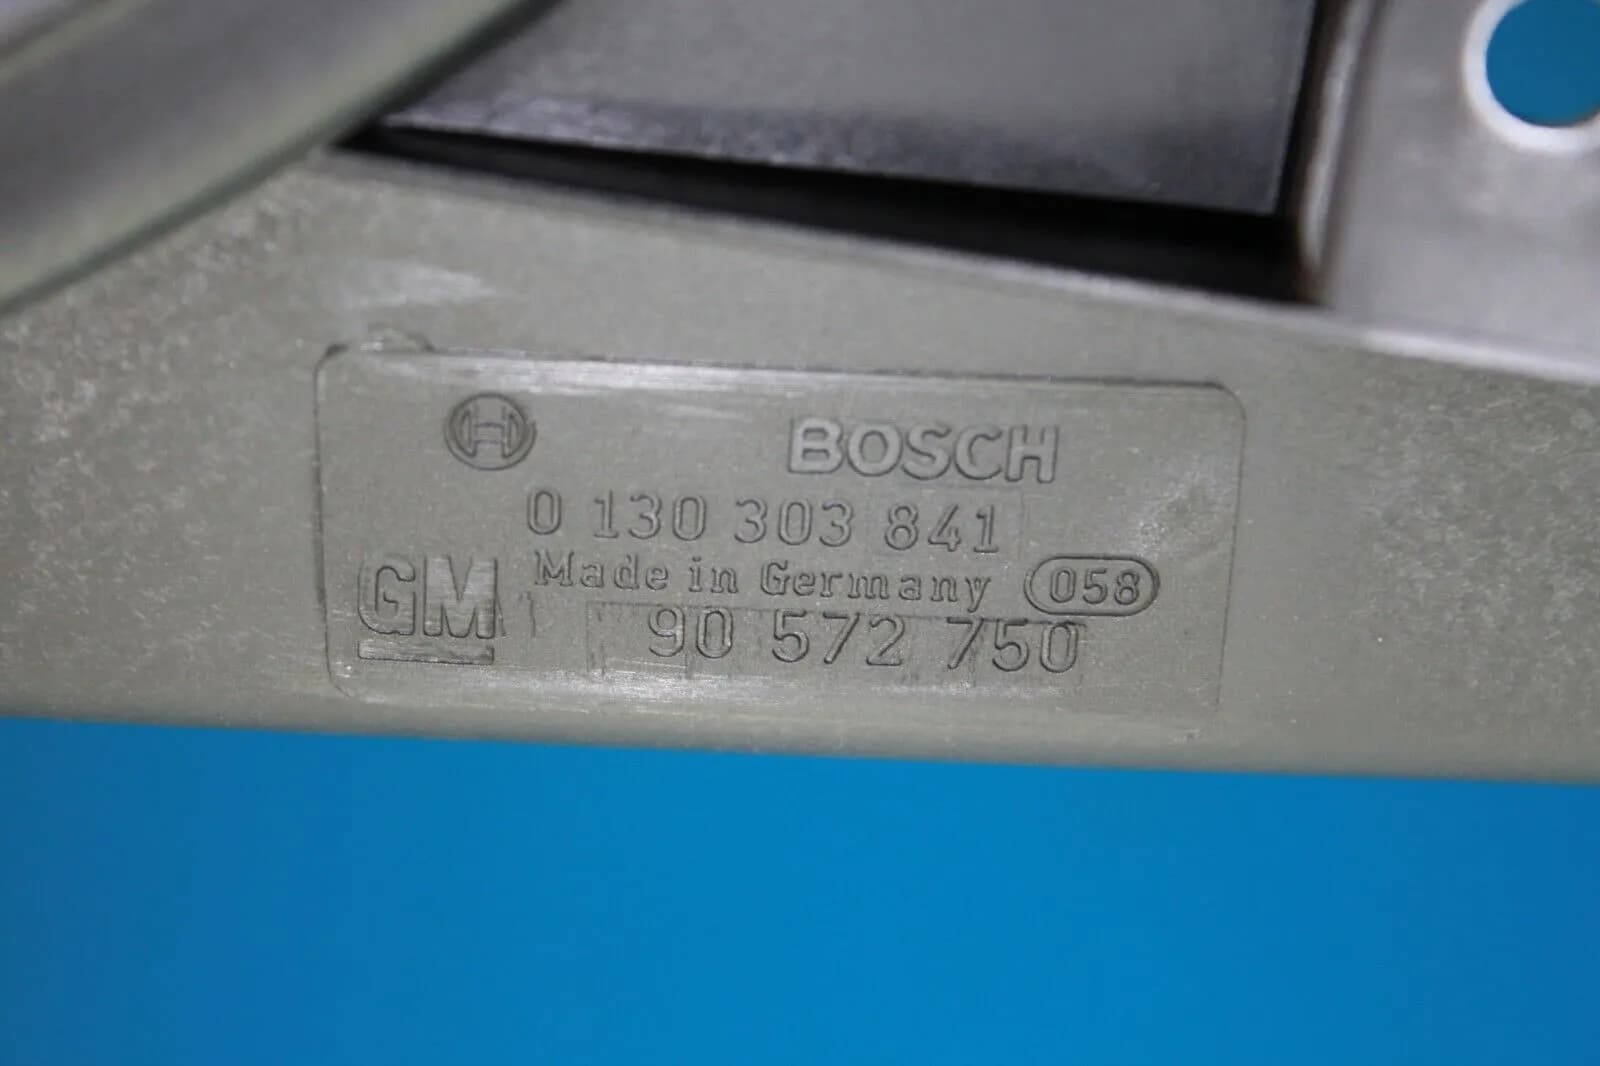 BOSCH
0 130 303 841
Made in Germany 058
GM
90 572 750